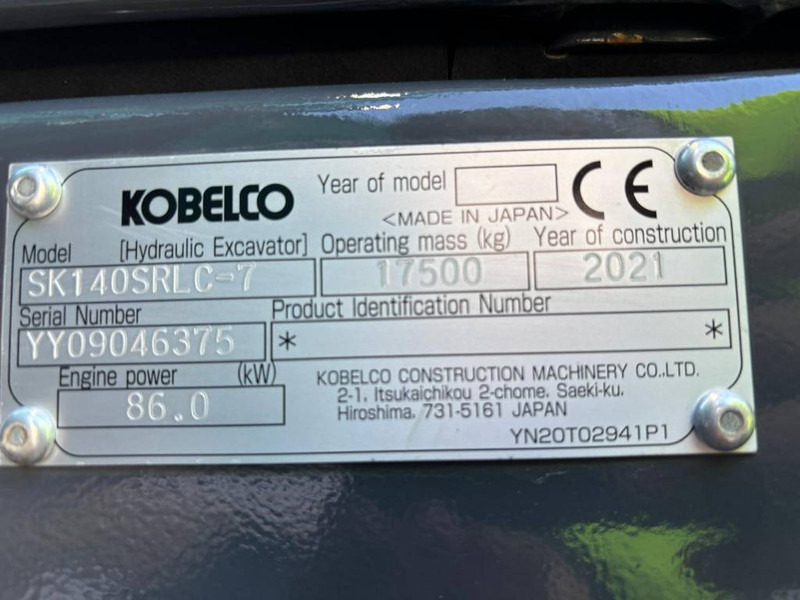 KOBELCO Year of model CE
<MADE IN JAPAN>
Model [Hydraulic Excavator] Operating mass (kg) Year of construction
SK140SRLC-7 17500 2021
Serial Number Product Identification Number
YY09046375 * *
Engine power (kW) KOBELCO CONSTRUCTION MACHINERY CO.,LTD.
86.0 2-1, Itsukaichikou 2-chome, Saeki-ku,
Hiroshima, 731-5161 JAPAN
YN20T02941P1